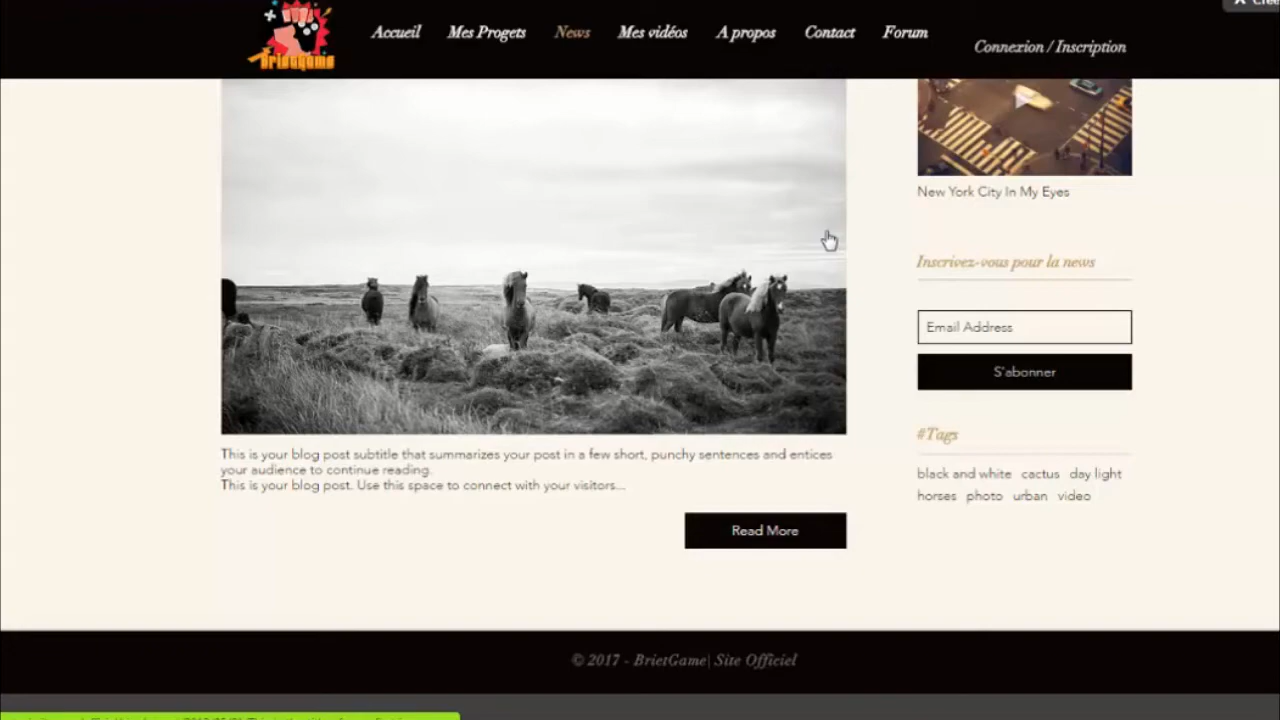 BrietGame
Accueil
Mes Progets
News
Mes vidéos
A propos
Contact
Forum
Connexion / Inscription
New York City In My Eyes
Inscrivez-vous pour la news
Email Address
S'abonner
#Tags
black and white cactus day light
horses photo urban video
This is your blog post subtitle that summarizes your post in a few short, punchy sentences and entices
your audience to continue reading.
This is your blog post. Use this space to connect with your visitors...
Read More
© 2017 - BrietGame| Site Officiel